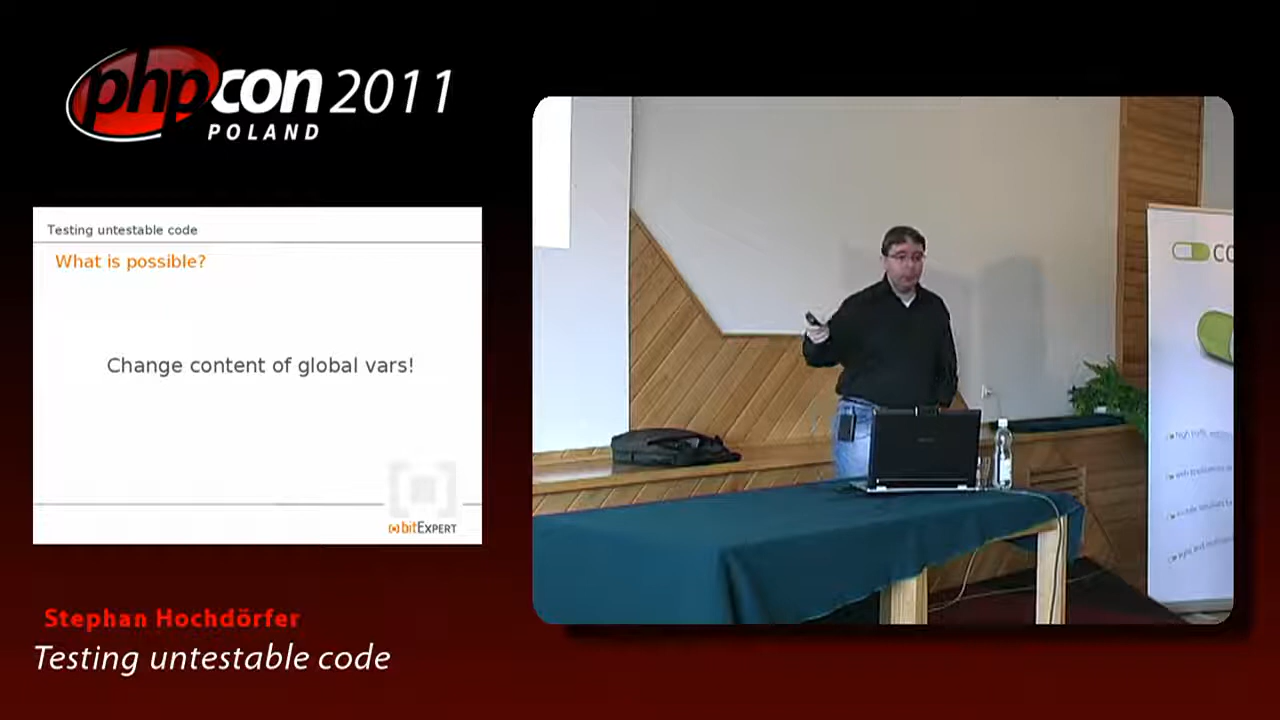 phpcon 2011
POLAND
Testing untestable code
What is possible?
Change content of global vars!
bitExpert
Stephan Hochdörfer
Testing untestable code